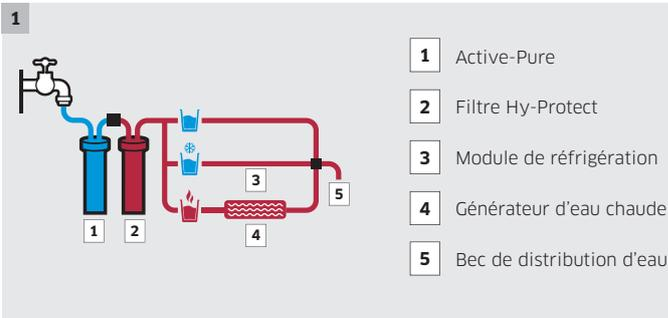 1
1 Active-Pure
2 Filtre Hy-Protect
3 Module de réfrigération
4 Générateur d'eau chaude
5 Bec de distribution d'eau
3
5
1 2
4